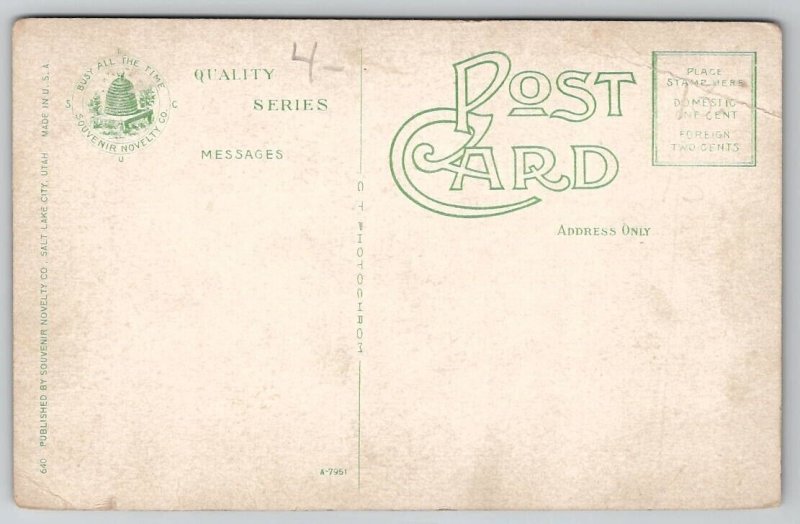 BUSY ALL THE TIME
L
S C
U
SOUVENIR NOVELTY CO.
QUALITY
SERIES
4-
MESSAGES
POST
CARD
PLACE
STAMP HERE
DOMESTIC
ONE CENT
FOREIGN
TWO CENTS
ADDRESS ONLY
C T PHOTOCHROM
640 PUBLISHED BY SOUVENIR NOVELTY CO., SALT LAKE CITY, UTAH MADE IN U.S.A
A-7951